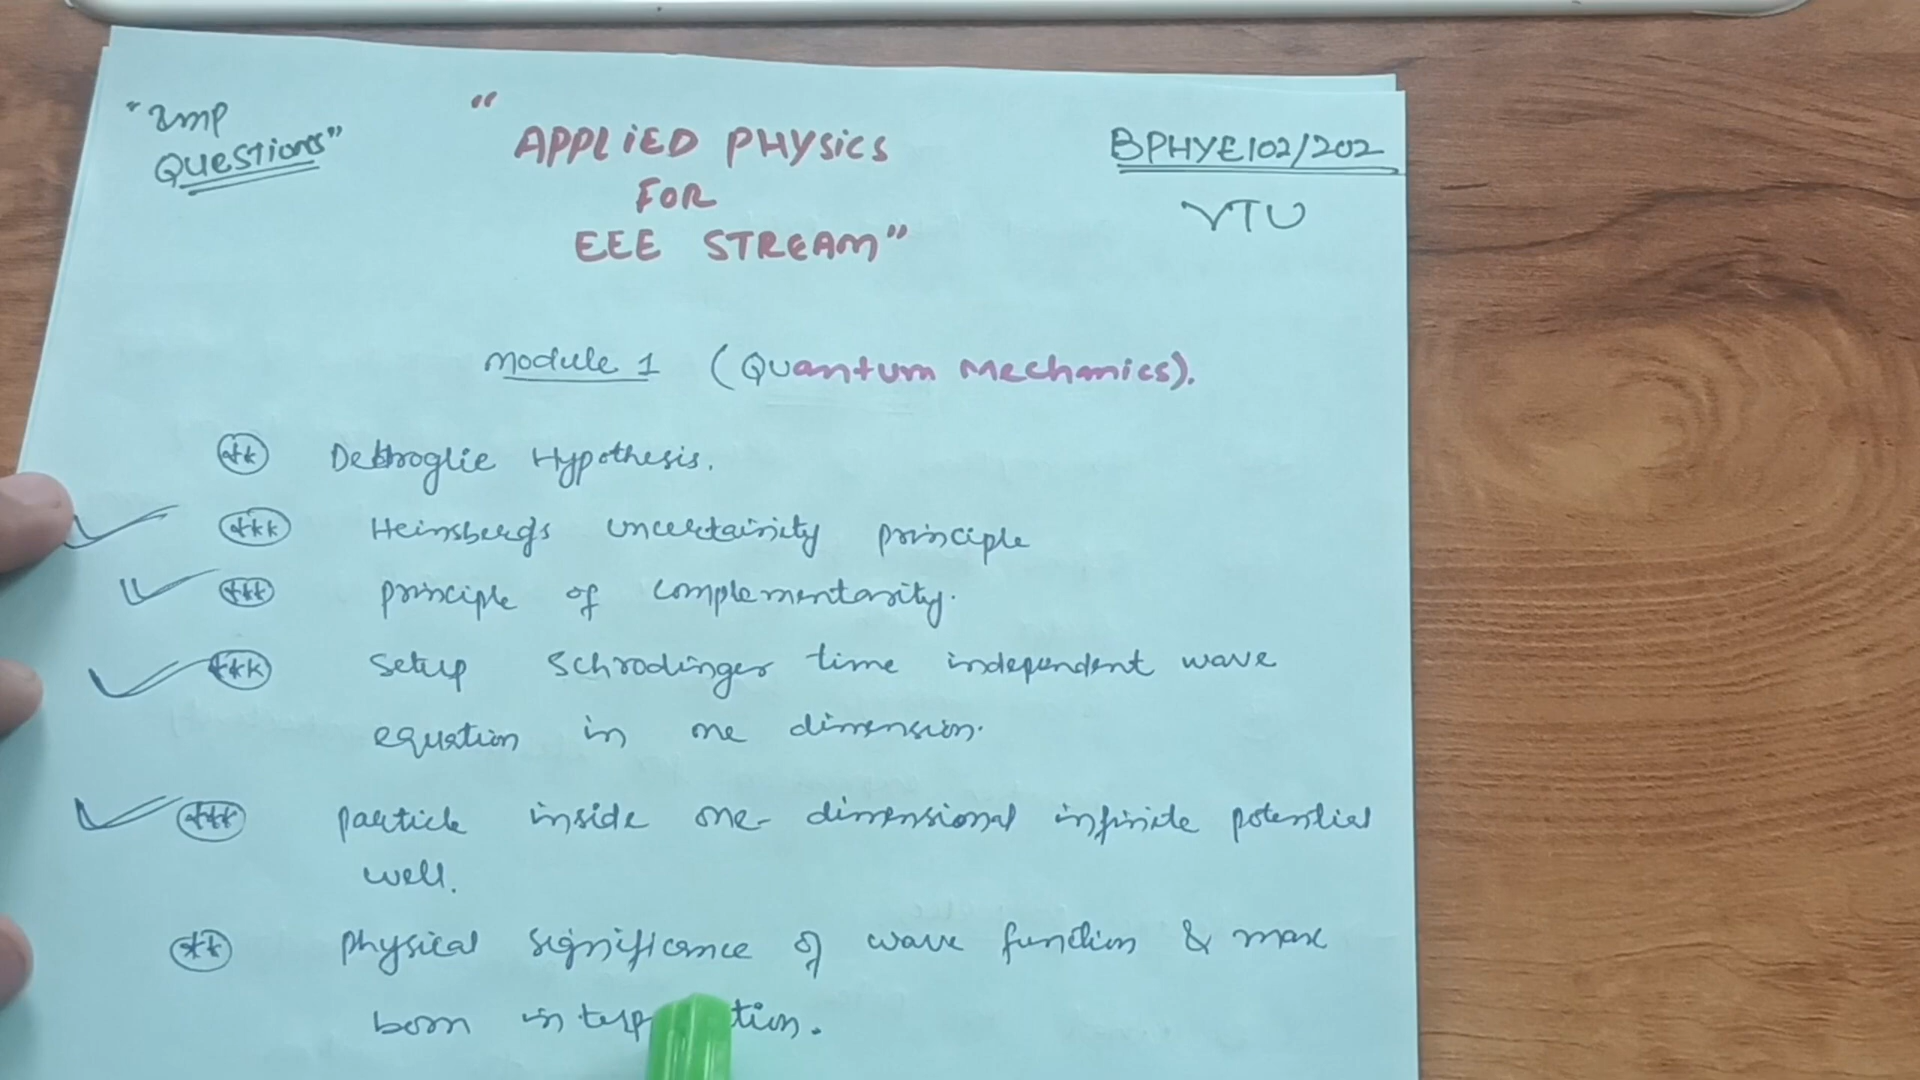 "Imp
Questions"
"APPLIED PHYSICS
FOR
EEE STREAM"
BPHYE102/202
VTU
Module 1 (Quantum Mechanics).
** Debroglie Hypothesis.
*** Heinsberg's uncertainity principle
*** principle of complementarity.
*** setup schrodinger time independent wave
equation in one dimension.
*** particle inside one-dimensional infinite potential
well.
** physical significance of wave function & max
born